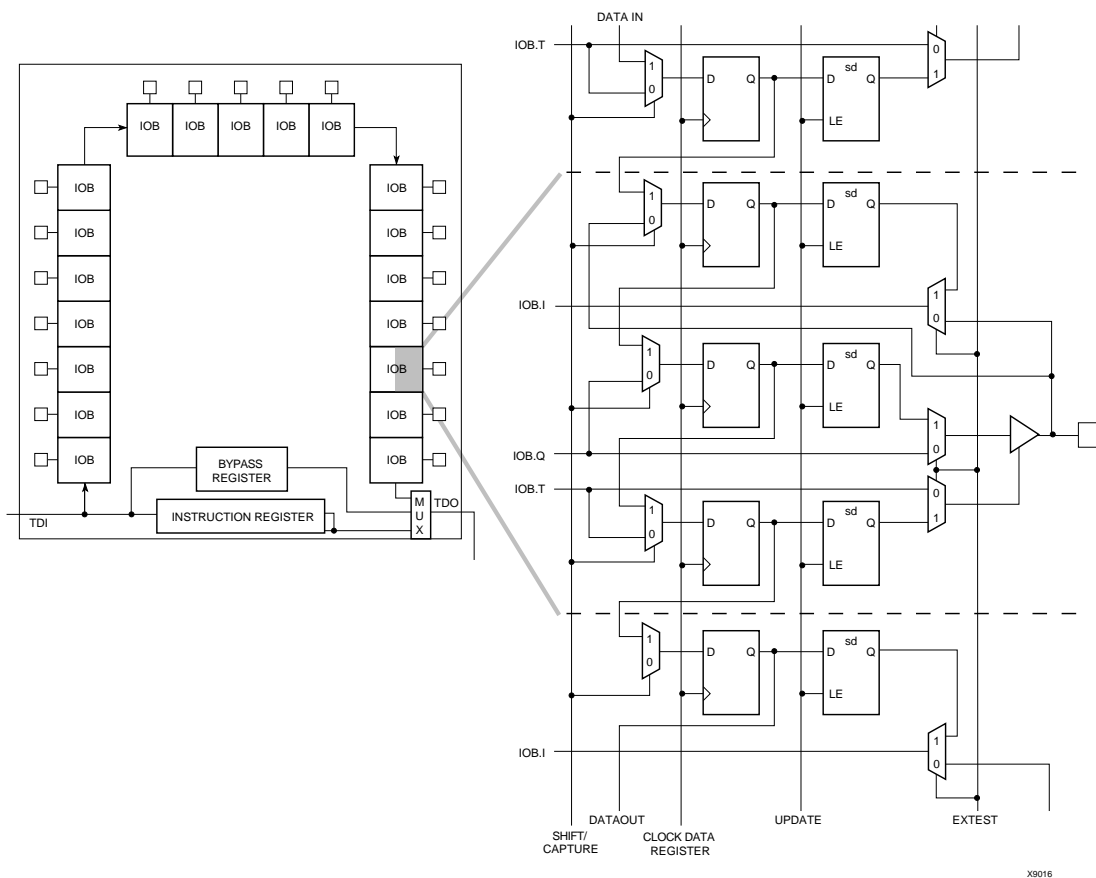 IOB IOB IOB IOB IOB
IOB
IOB
IOB
IOB
IOB
IOB
IOB
IOB
IOB
IOB
IOB
IOB
IOB
IOB
BYPASS
REGISTER
INSTRUCTION REGISTER
TDI
M
U
X
TDO
DATA IN
IOB.T
1
0
D Q
sd
D Q
LE
0
1
1
0
D Q
sd
D Q
LE
IOB.I
1
0
1
0
D Q
sd
D Q
LE
1
0
IOB.Q
IOB.T
0
1
1
0
D Q
sd
D Q
LE
1
0
D Q
sd
D Q
LE
IOB.I
1
0
SHIFT/
CAPTURE
DATAOUT
CLOCK DATA
REGISTER
UPDATE
EXTEST
X9016